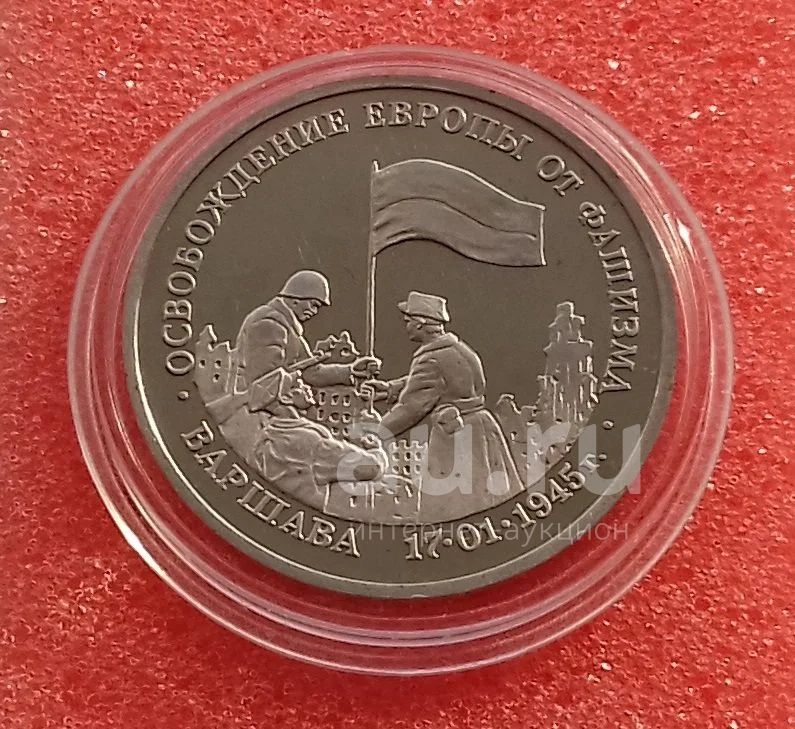 · ОСВОБОЖДЕНИЕ ЕВРОПЫ ОТ ФАШИЗМА ·
ВАРШАВА 17·01·1945 г.
au.ru
интернет-аукцион